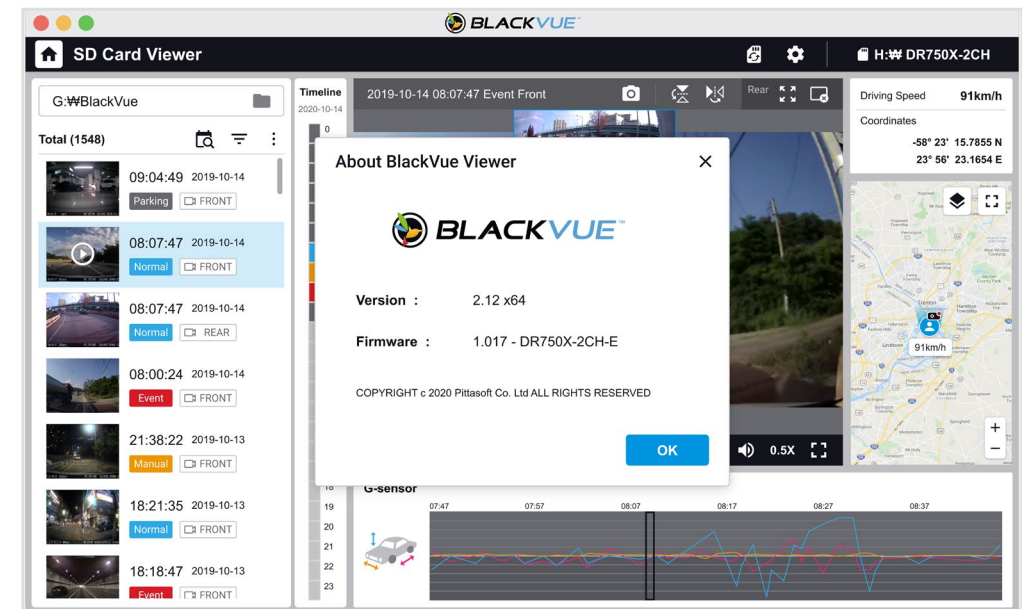 BLACKVUE
SD Card Viewer
H:₩ DR750X-2CH
G:₩BlackVue
Total (1548)
09:04:49 2019-10-14
Parking FRONT
08:07:47 2019-10-14
Normal FRONT
08:07:47 2019-10-14
Normal REAR
08:00:24 2019-10-14
Event FRONT
21:38:22 2019-10-13
Manual FRONT
18:21:35 2019-10-13
Normal FRONT
18:18:47 2019-10-13
Event FRONT
Timeline
2020-10-14
0
18
19
20
21
22
23
2019-10-14 08:07:47 Event Front
Rear
About BlackVue Viewer
BLACKVUE™
Version : 2.12 x64
Firmware : 1.017 - DR750X-2CH-E
COPYRIGHT c 2020 Pittasoft Co. Ltd ALL RIGHTS RESERVED
OK
0.5X
G-sensor
07:47 07:57 08:07 08:17 08:27 08:37
Driving Speed 91km/h
Coordinates
-58° 23' 15.7855 N
23° 56' 23.1654 E
Trenton
Hamilton
Township
Levittown
91km/h
+
−